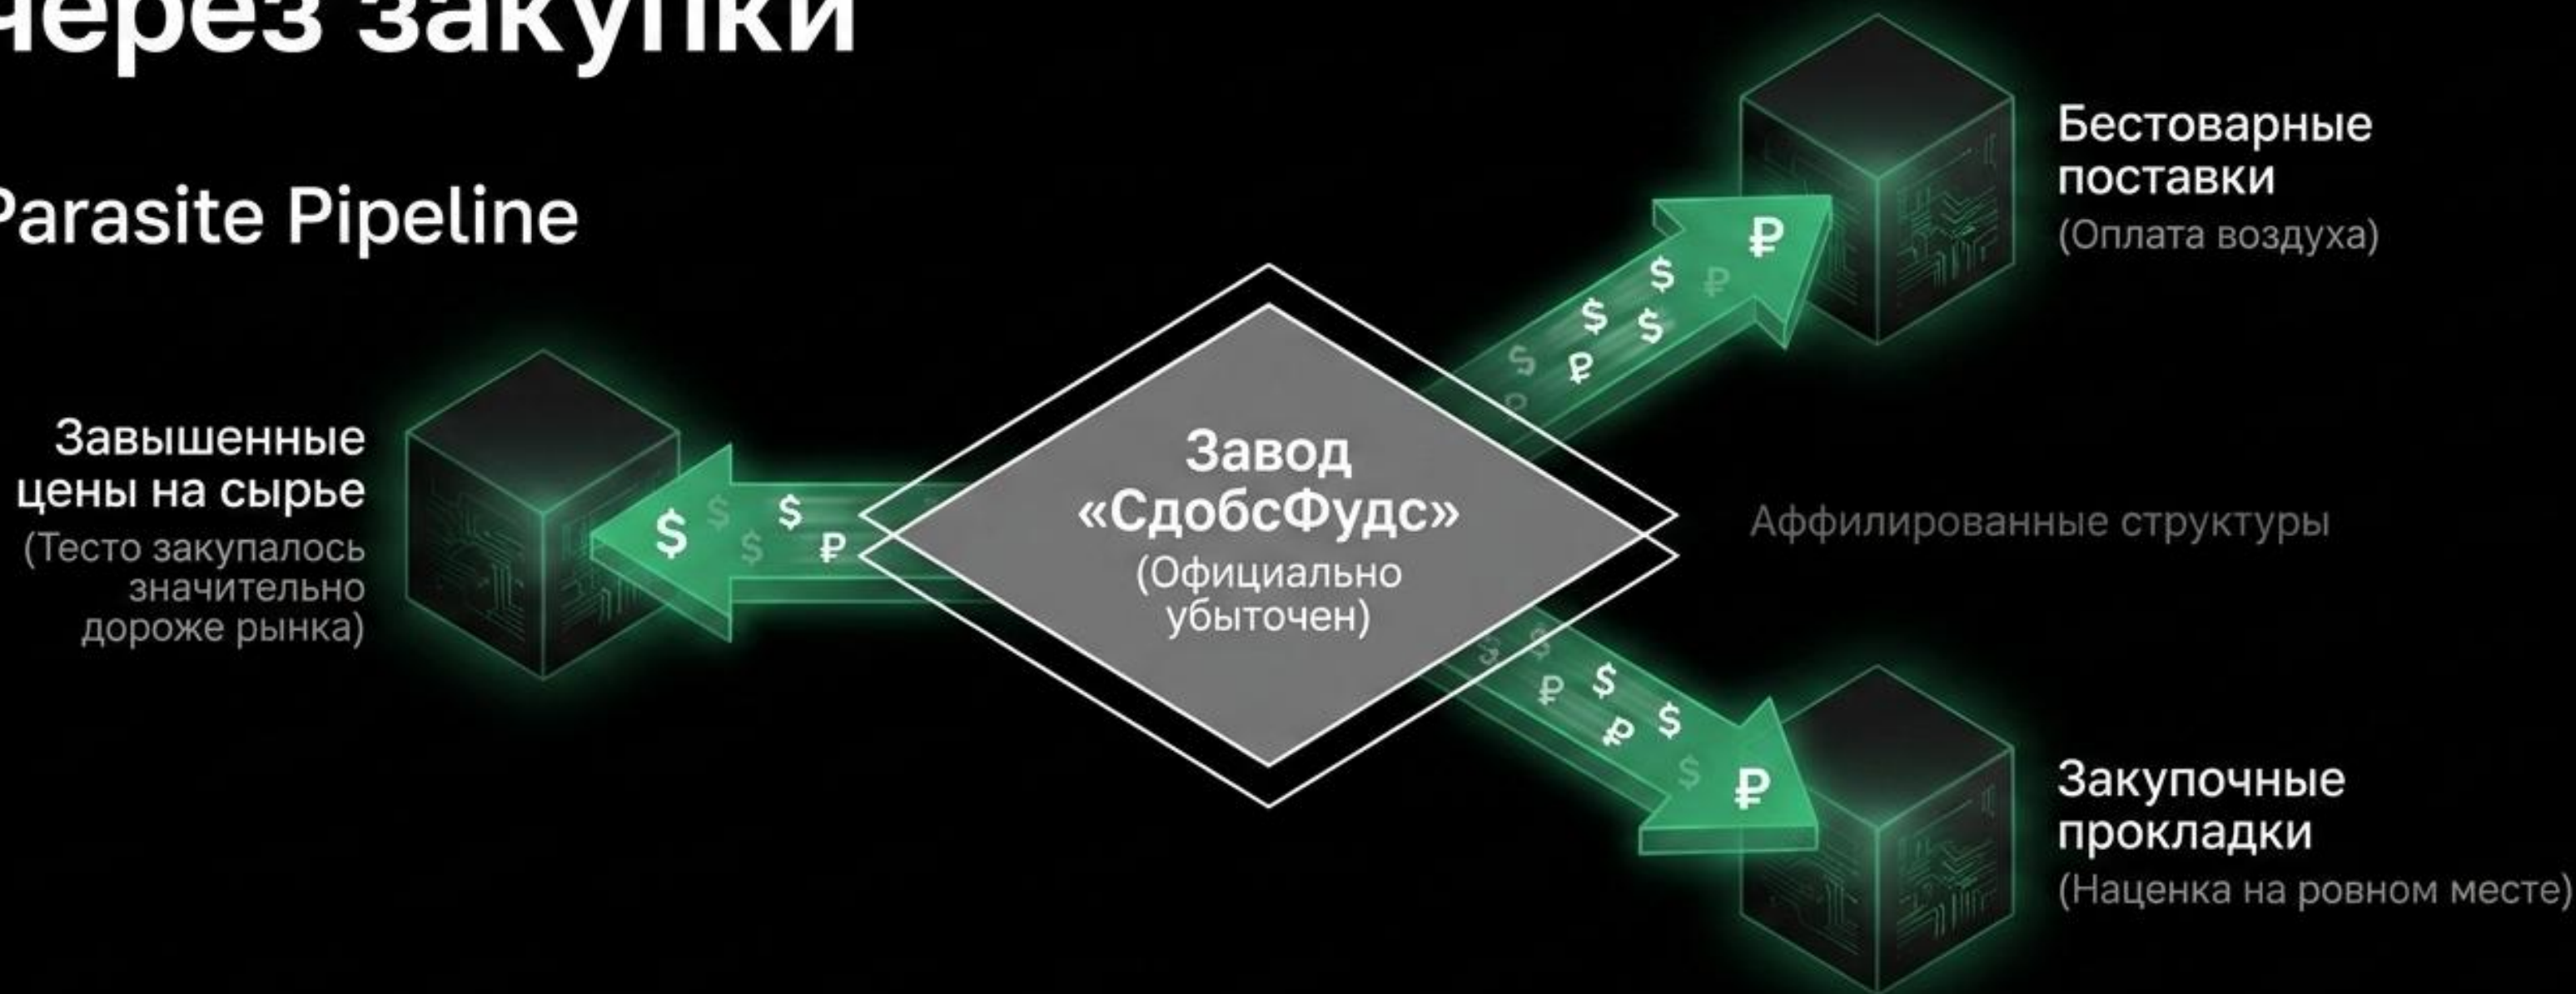 через закупки
Parasite Pipeline
Завышенные
цены на сырье
(Тесто закупалось
значительно
дороже рынка)
$ $ $ $ ₽
Завод
«СдобсФудс»
(Официально
убыточен)
₽
$ ₽
$ $
$ ₽
₽
Бестоварные
поставки
(Оплата воздуха)
Аффилированные структуры
$ $
₽ $
₽ $
$ ₽
Закупочные
прокладки
(Наценка на ровном месте)